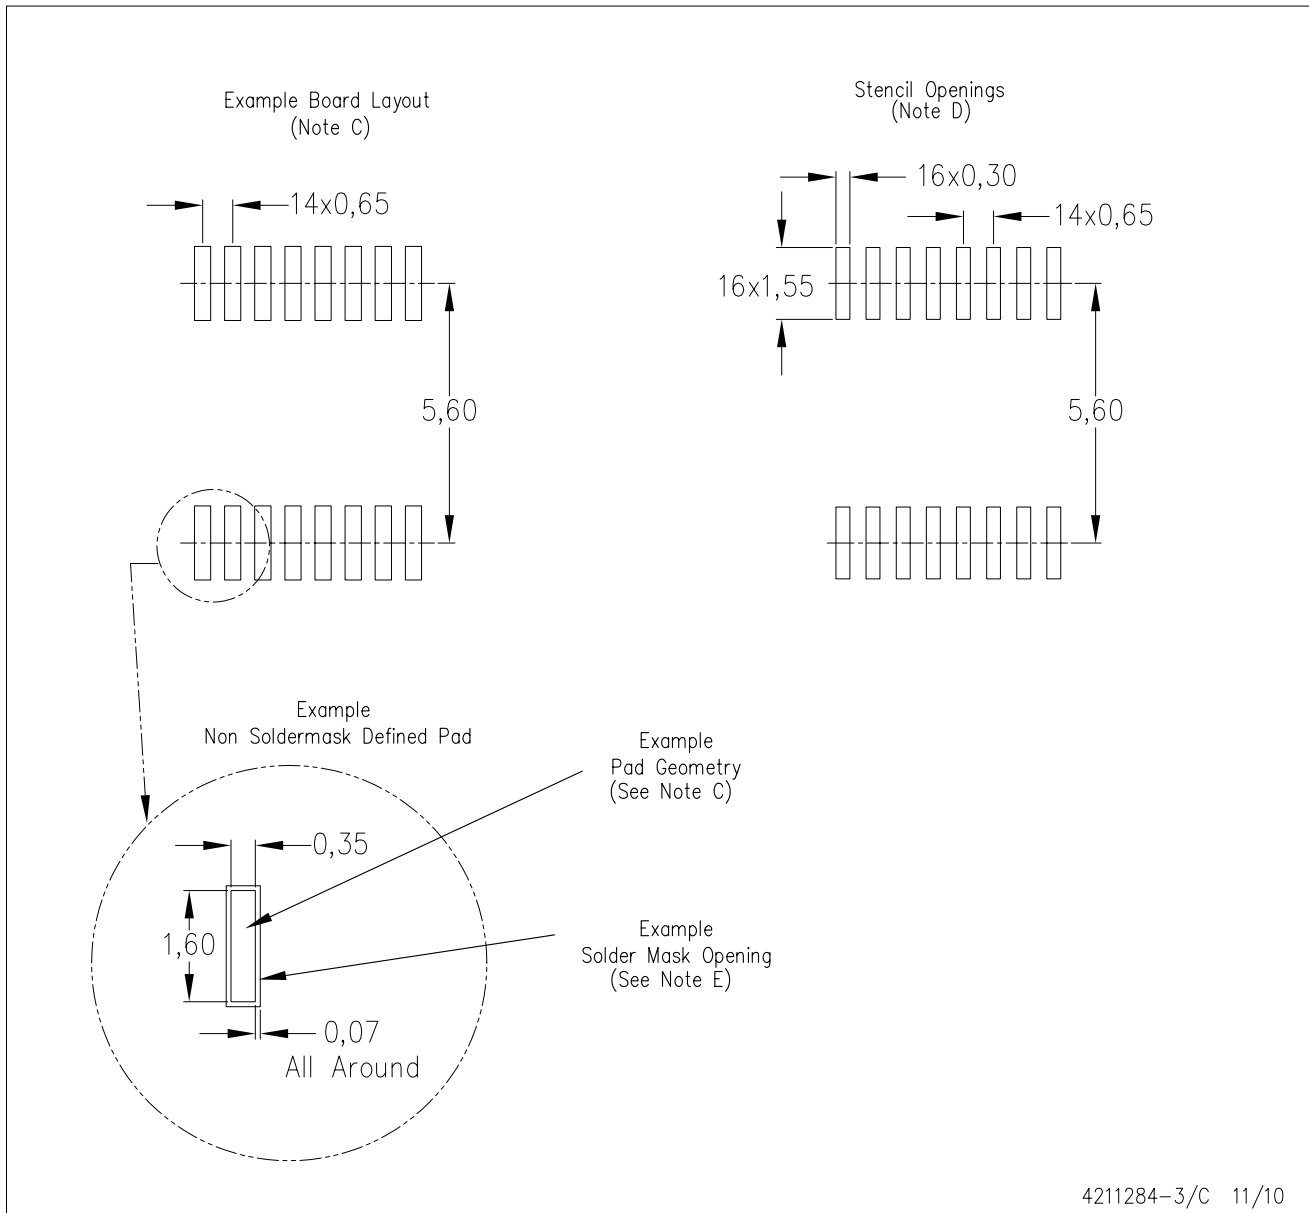 Example Board Layout
(Note C)
14x0,65
5,60
Stencil Openings
(Note D)
16x0,30
14x0,65
16x1,55
5,60
Example
Non Soldermask Defined Pad
0,35
1,60
0,07
All Around
Example
Pad Geometry
(See Note C)
Example
Solder Mask Opening
(See Note E)
4211284-3/C 11/10